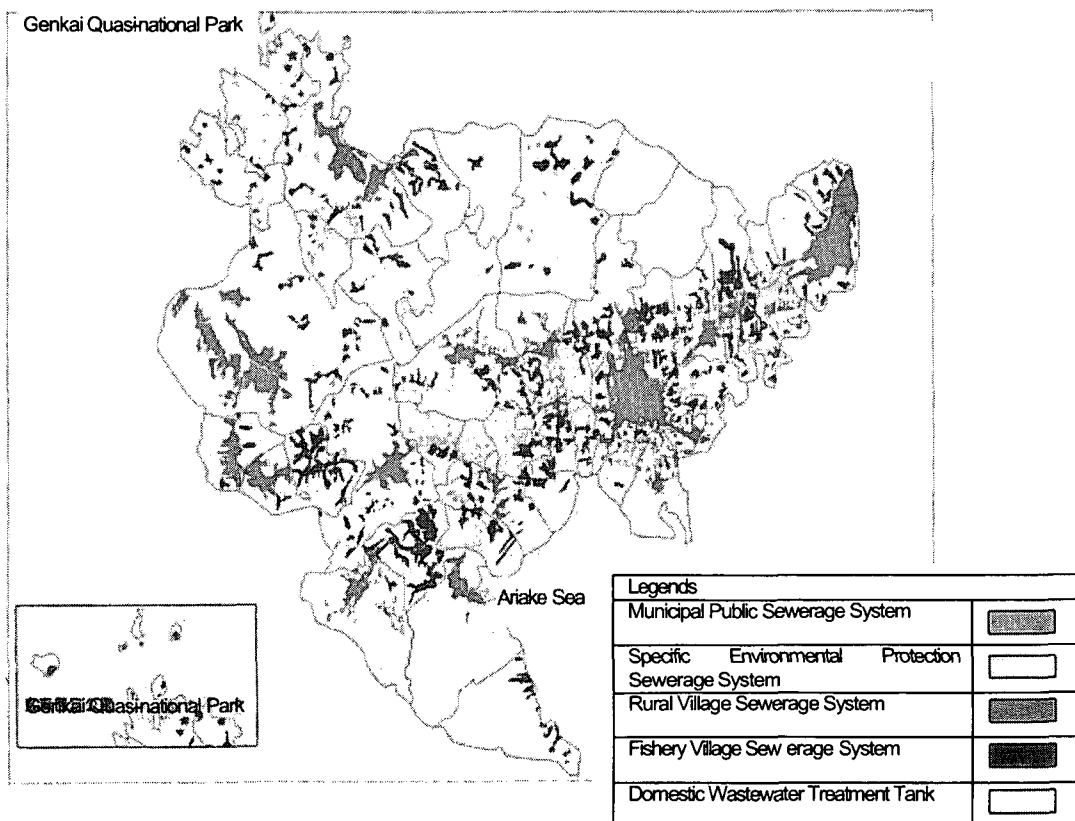 Genkai Quasi-national Park
Ariake Sea
Genkai Quasi-national Park
Legends
Municipal Public Sewerage System
Specific Environmental Protection
Sewerage System
Rural Village Sewerage System
Fishery Village Sew erage System
Domestic Wastewater Treatment Tank